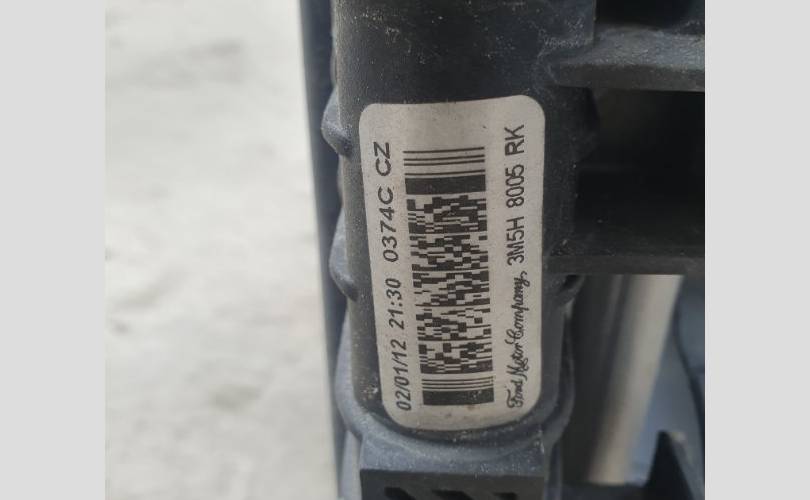 02/01/12 21:30 0374C CZ
Ford Motor Company, 3M5H 8005 RK